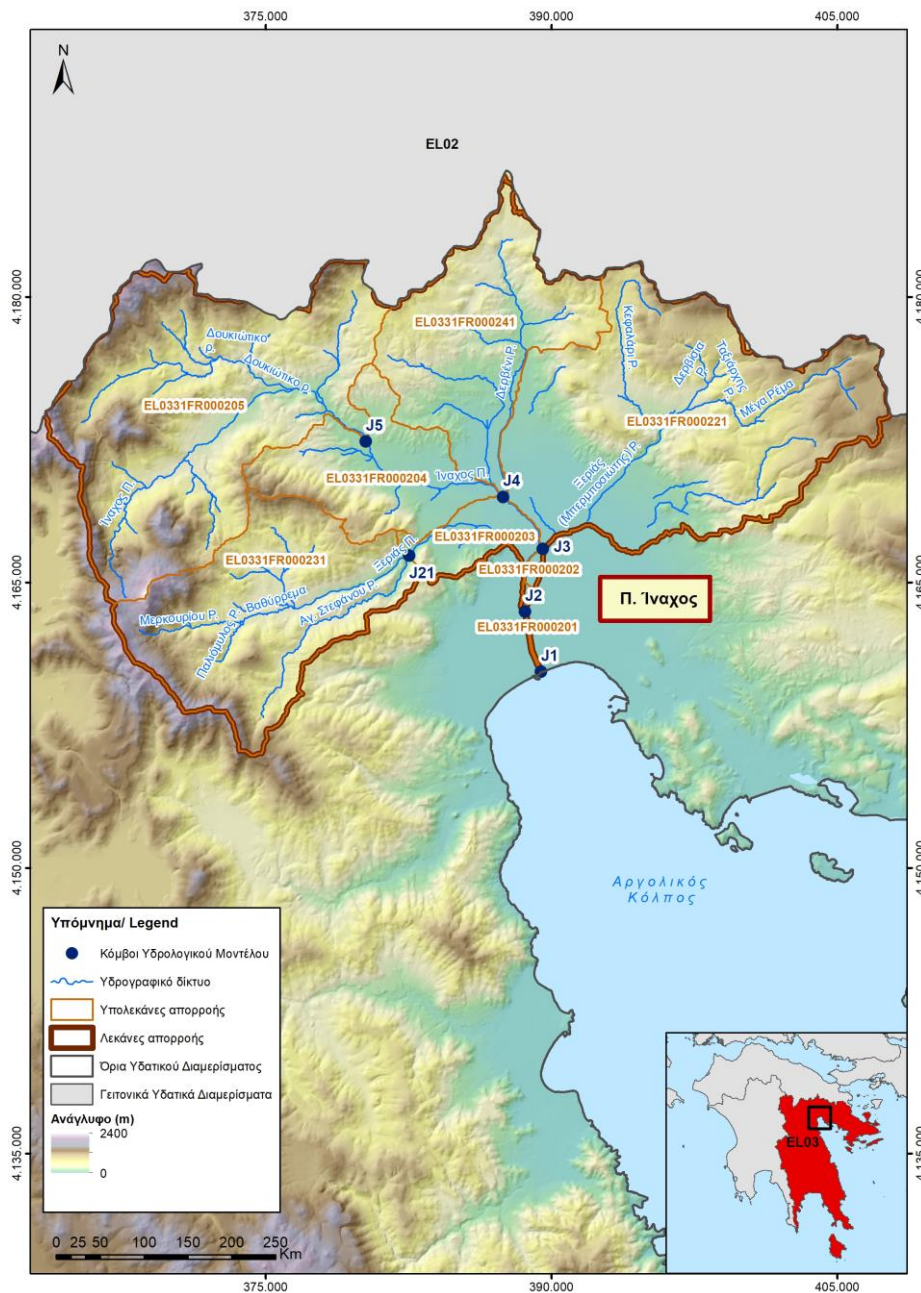 375.000
390.000
405.000
N
EL02
4.180.000
4.180.000
EL0331FR000241
Κεφαλάρι Ρ.
Δουκιώτικο
ρ.
Δουκιώτικο ρ.
Δερβένι Ρ.
Δερβίσια
Ρ.
Ταξιάρχης
Ρ.
Μέγα Ρέμα
EL0331FR000205
EL0331FR000221
J5
Ξεριάς
(Μπερμπατιώτης) Ρ.
Ίναχος Π.
EL0331FR000204
Ίναχος Π.
J4
EL0331FR000203
J3
EL0331FR000231
Ξεριάς Π.
J21
EL0331FR000202
4.165.000
4.165.000
Μερκουρίου Ρ.
Παλιόμυλος Ρ.
Βαθύρρεμα
Αγ. Στεφάνου Ρ.
J2
Π. Ίναχος
EL0331FR000201
J1
4.150.000
4.150.000
Αργολικός
Κόλπος
Υπόμνημα/ Legend
Κόμβοι Υδρολογικού Μοντέλου
Υδρογραφικό δίκτυο
Υπολεκάνες απορροής
Λεκάνες απορροής
Όρια Υδατικού Διαμερίσματος
Γειτονικά Υδατικά Διαμερίσματα
Ανάγλυφο (m)
2400
0
EL03
4.135.000
4.135.000
0 25 50 100 150 200 250
Km
375.000
390.000
405.000